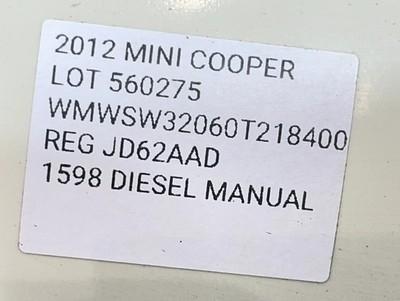 2012 MINI COOPER
LOT 560275
WMWSW32060T218400
REG JD62AAD
1598 DIESEL MANUAL